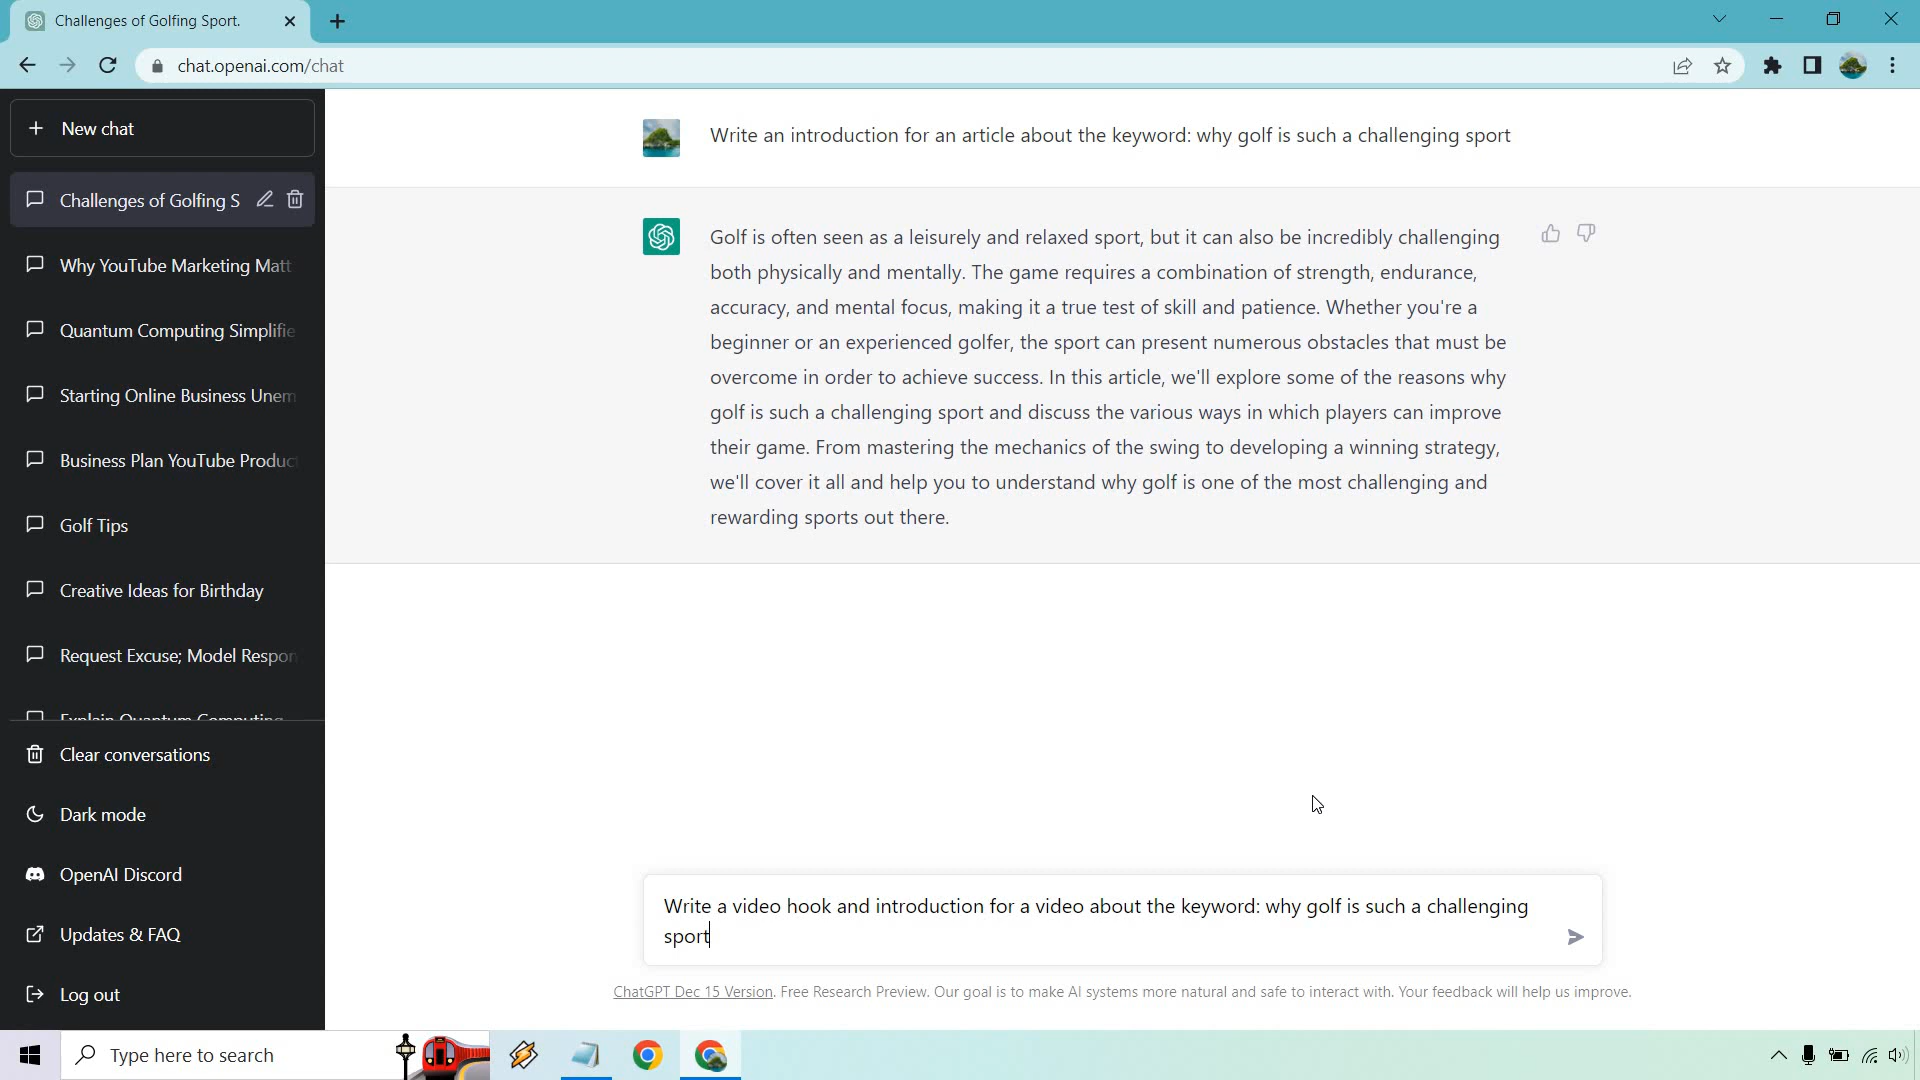 Challenges of Golfing Sport.
chat.openai.com/chat
New chat
Challenges of Golfing S
Why YouTube Marketing Matt
Quantum Computing Simplifie
Starting Online Business Unem
Business Plan YouTube Produc
Golf Tips
Creative Ideas for Birthday
Request Excuse; Model Respon
Explain Quantum Computing
Clear conversations
Dark mode
OpenAI Discord
Updates & FAQ
Log out
Write an introduction for an article about the keyword: why golf is such a challenging sport
Golf is often seen as a leisurely and relaxed sport, but it can also be incredibly challenging
both physically and mentally. The game requires a combination of strength, endurance,
accuracy, and mental focus, making it a true test of skill and patience. Whether you're a
beginner or an experienced golfer, the sport can present numerous obstacles that must be
overcome in order to achieve success. In this article, we'll explore some of the reasons why
golf is such a challenging sport and discuss the various ways in which players can improve
their game. From mastering the mechanics of the swing to developing a winning strategy,
we'll cover it all and help you to understand why golf is one of the most challenging and
rewarding sports out there.
Write a video hook and introduction for a video about the keyword: why golf is such a challenging
sport
ChatGPT Dec 15 Version. Free Research Preview. Our goal is to make AI systems more natural and safe to interact with. Your feedback will help us improve.
Type here to search